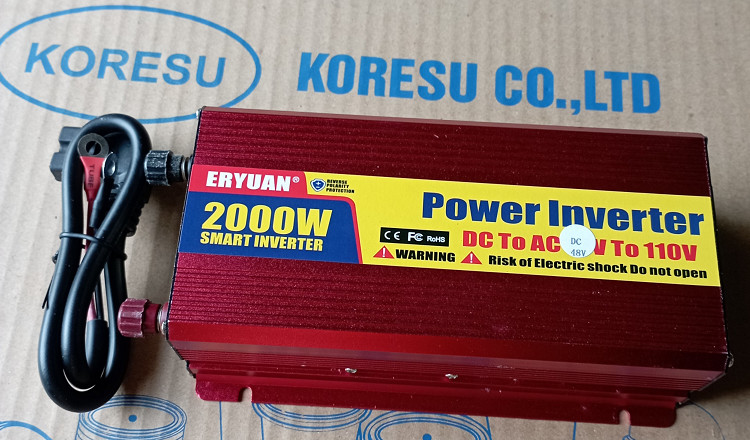 KORESU
KORESU CO.,LTD
ERYUAN®
REVERSE
POLARITY
PROTECTION
2000W
SMART INVERTER
Power Inverter
CE FC RoHS
DC To AC V To 110V
DC
48V
WARNING
Risk of Electric shock Do not open